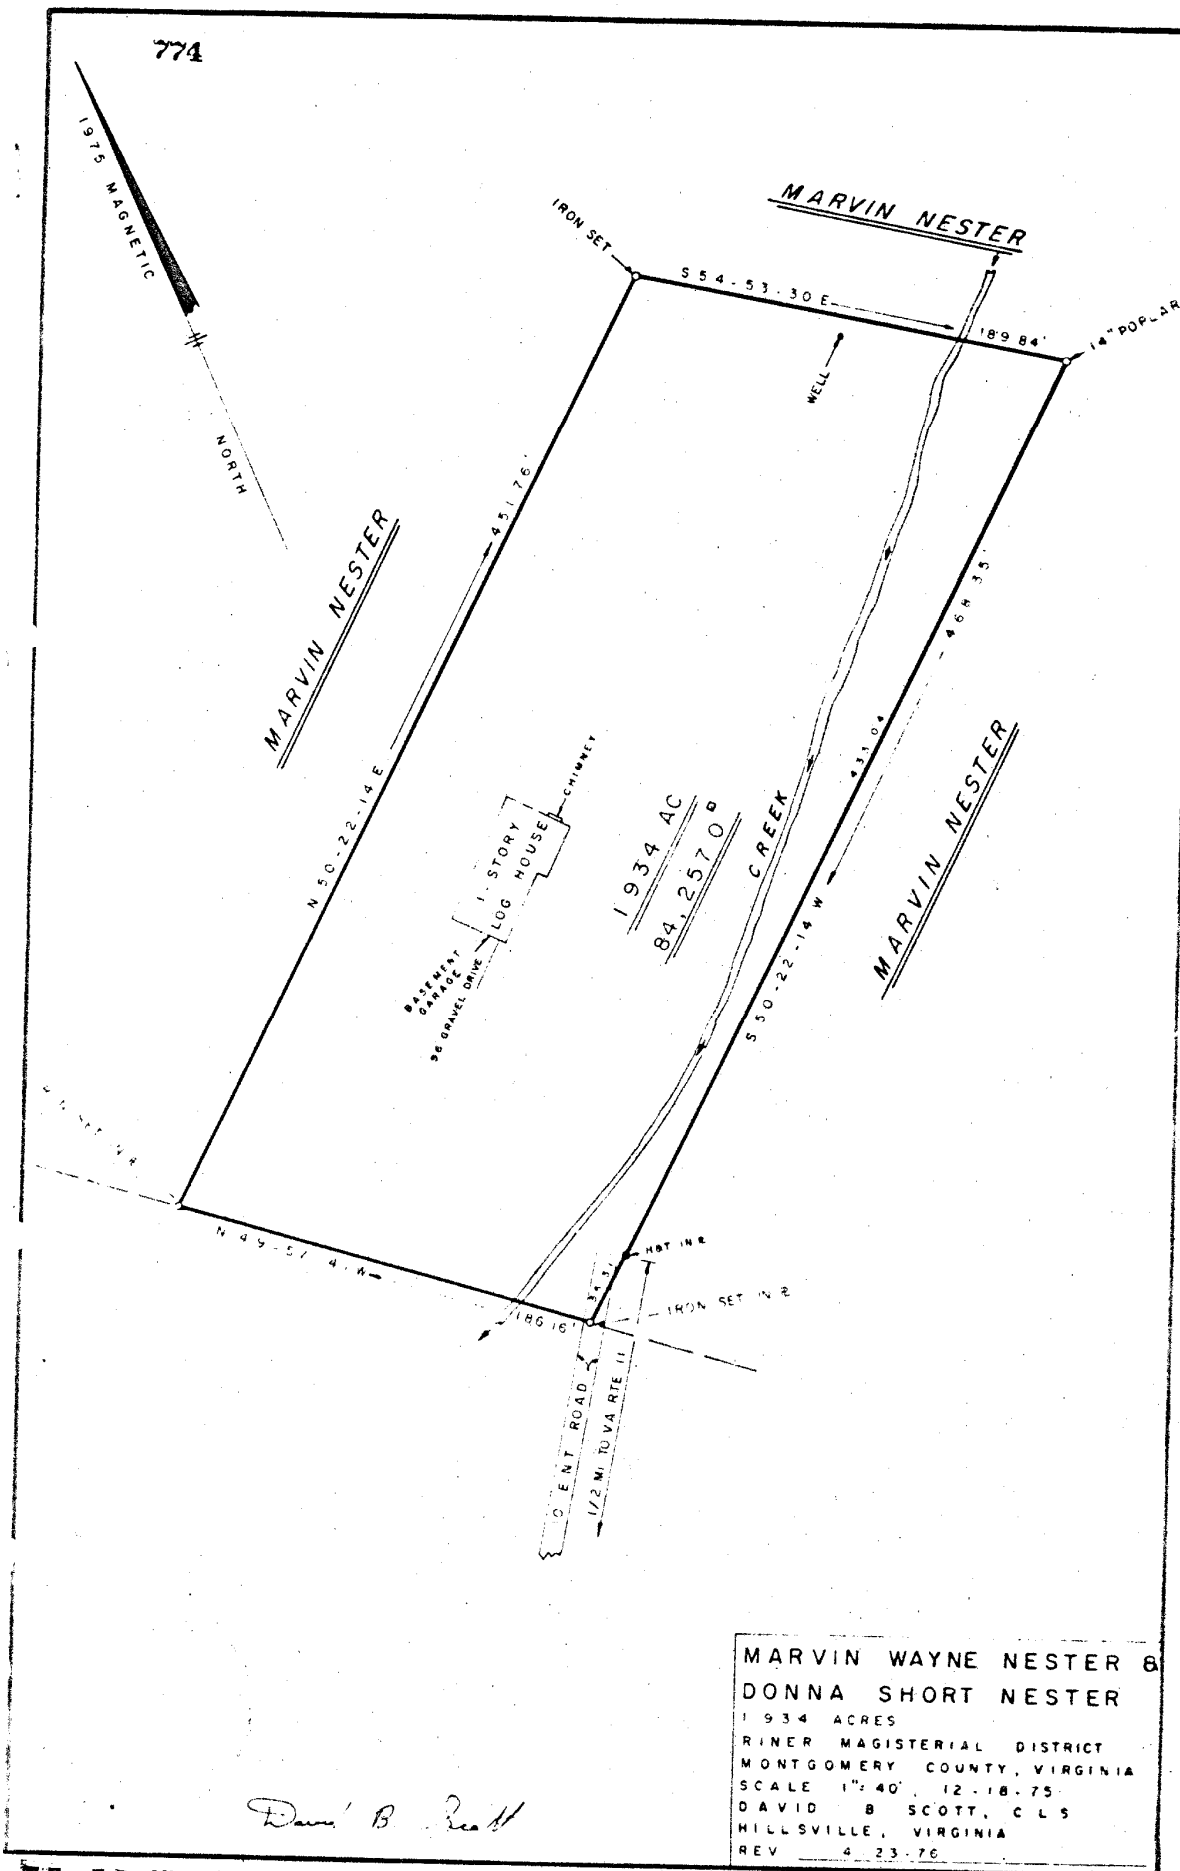 774
1975 MAGNETIC
NORTH
MARVIN NESTER
IRON SET
S 54-53-30 E
189.84'
14" POPLAR
WELL
451.76'
N 50-22-14 E
MARVIN NESTER
468.35'
433.04
S 50-22-14 W
MARVIN NESTER
CREEK
CHIMNEY
1-STORY
LOG HOUSE
BASEMENT
GARAGE
GRAVEL DRIVE
1.934 AC
84,257.0
N 49-57-41 W
186.16'
HBT IN
IRON SET IN
ROAD
1/2 MI TO VA RTE 11
MARVIN WAYNE NESTER &
DONNA SHORT NESTER
1.934 ACRES
RINER MAGISTERIAL DISTRICT
MONTGOMERY COUNTY, VIRGINIA
SCALE 1"=40', 12-18-75
DAVID B SCOTT, C L S
HILLSVILLE, VIRGINIA
REV 4-23-76
David B. Scott